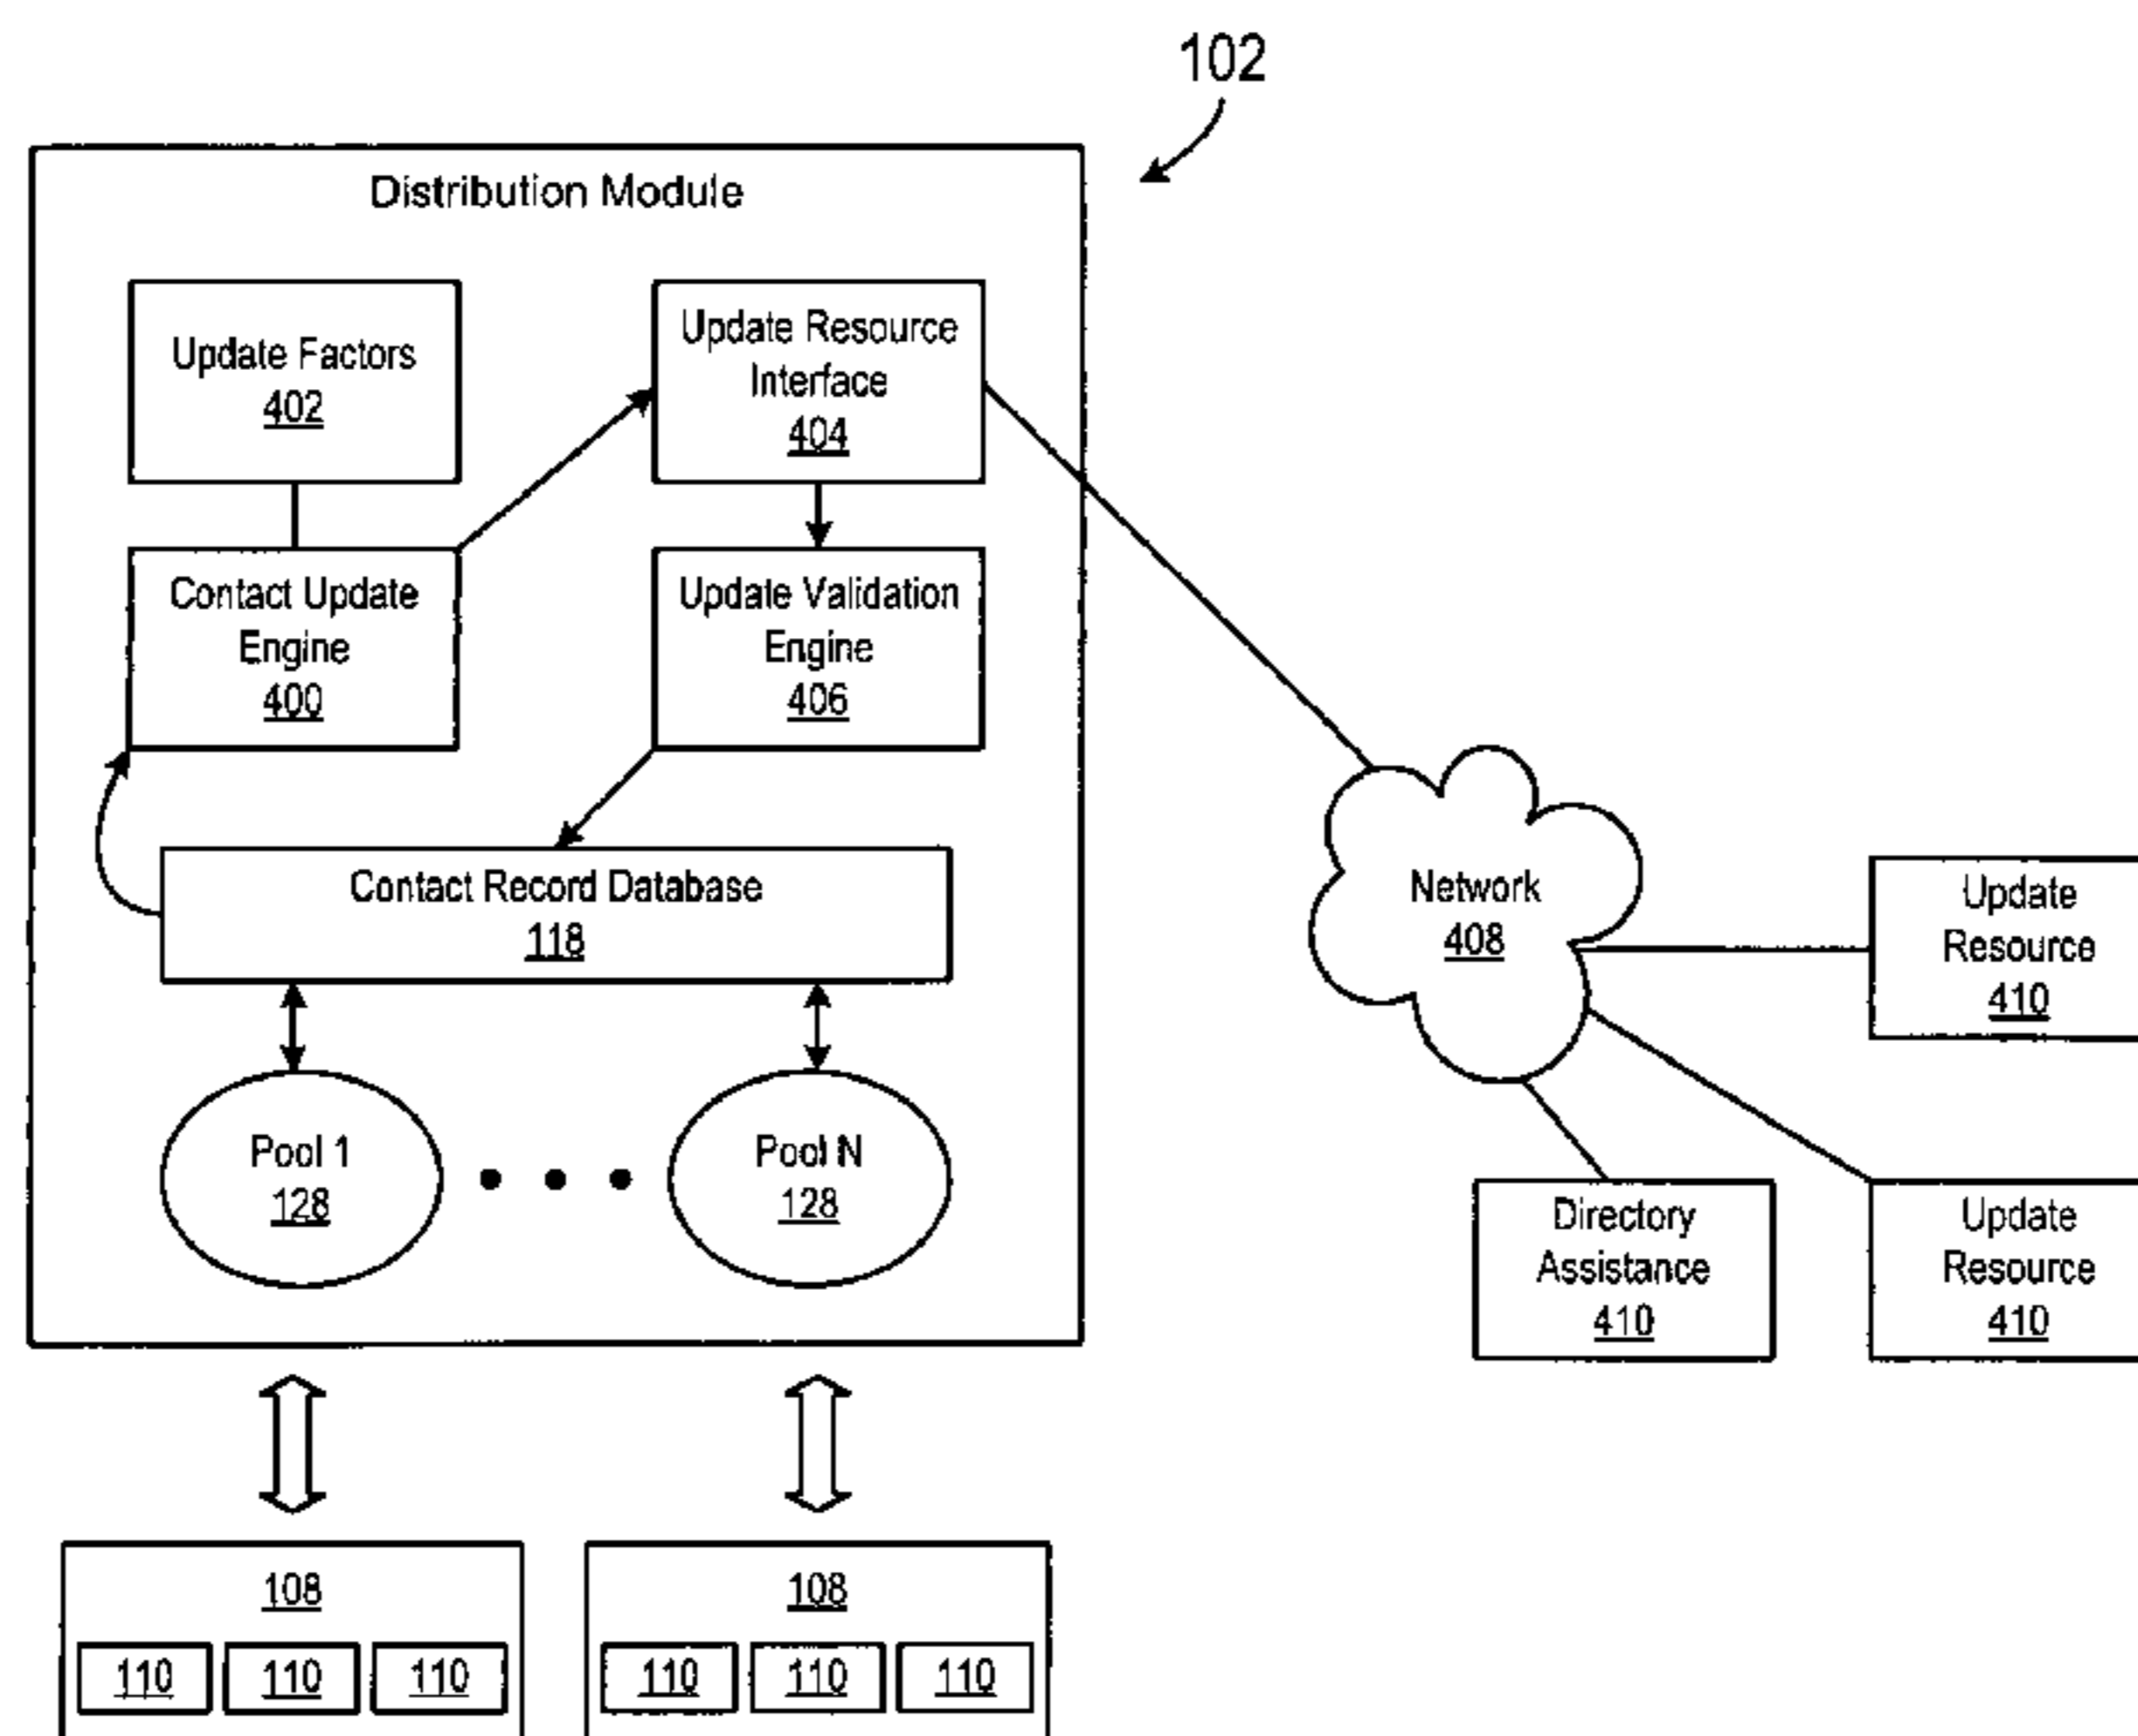 102
Distribution Module
Update Factors
402
Update Resource
Interface
404
Contact Update
Engine
400
Update Validation
Engine
406
Contact Record Database
118
Pool 1
128
Pool N
128
Network
408
Update
Resource
410
Directory
Assistance
410
Update
Resource
410
108
110 110 110
108
110 110 110